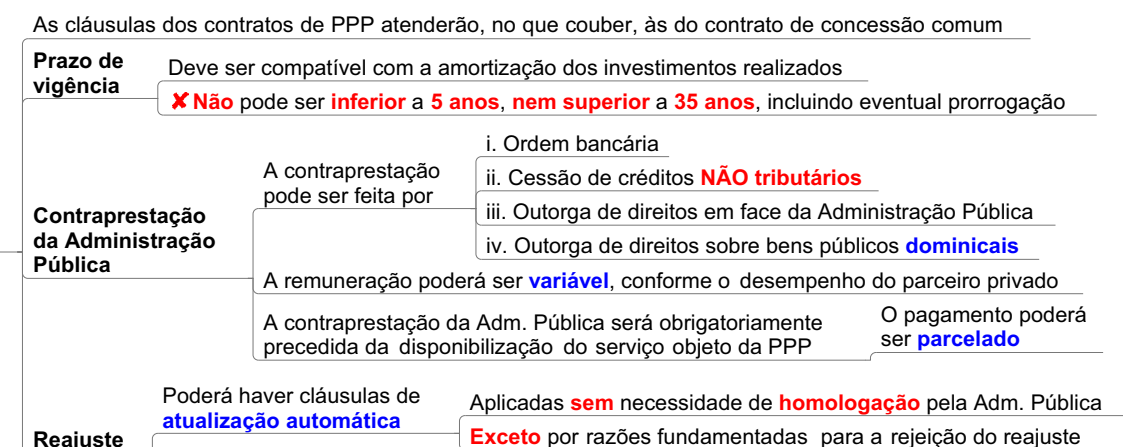 As cláusulas dos contratos de PPP atenderão, no que couber, às do contrato de concessão comum
Prazo de
vigência
Deve ser compatível com a amortização dos investimentos realizados
✘ Não pode ser inferior a 5 anos, nem superior a 35 anos, incluindo eventual prorrogação
Contraprestação
da Administração
Pública
A contraprestação
pode ser feita por
i. Ordem bancária
ii. Cessão de créditos NÃO tributários
iii. Outorga de direitos em face da Administração Pública
iv. Outorga de direitos sobre bens públicos dominicais
A remuneração poderá ser variável, conforme o desempenho do parceiro privado
A contraprestação da Adm. Pública será obrigatoriamente
precedida da disponibilização do serviço objeto da PPP
O pagamento poderá
ser parcelado
Reajuste
Poderá haver cláusulas de
atualização automática
Aplicadas sem necessidade de homologação pela Adm. Pública
Exceto por razões fundamentadas para a rejeição do reajuste